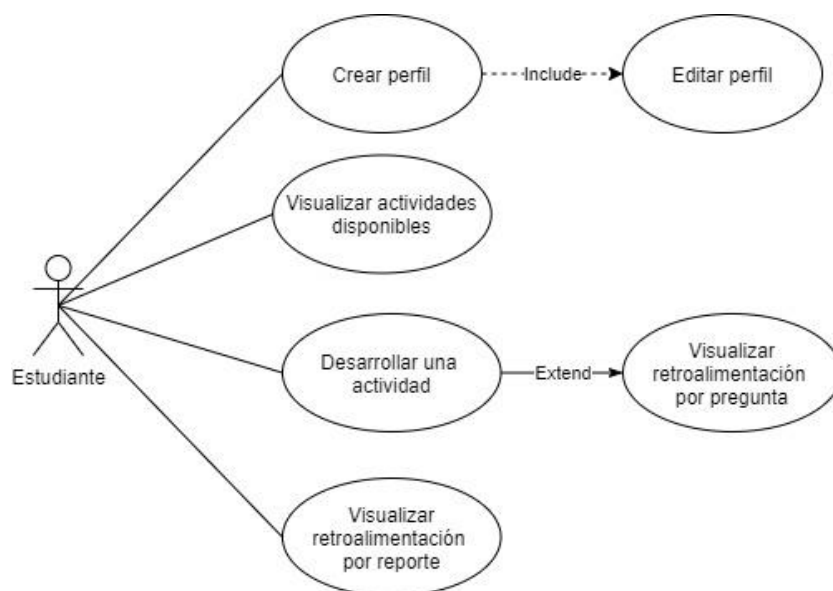 Crear perfil
Include
Editar perfil
Visualizar actividades
disponibles
Estudiante
Desarrollar una
actividad
Extend
Visualizar
retroalimentación
por pregunta
Visualizar
retroalimentación
por reporte